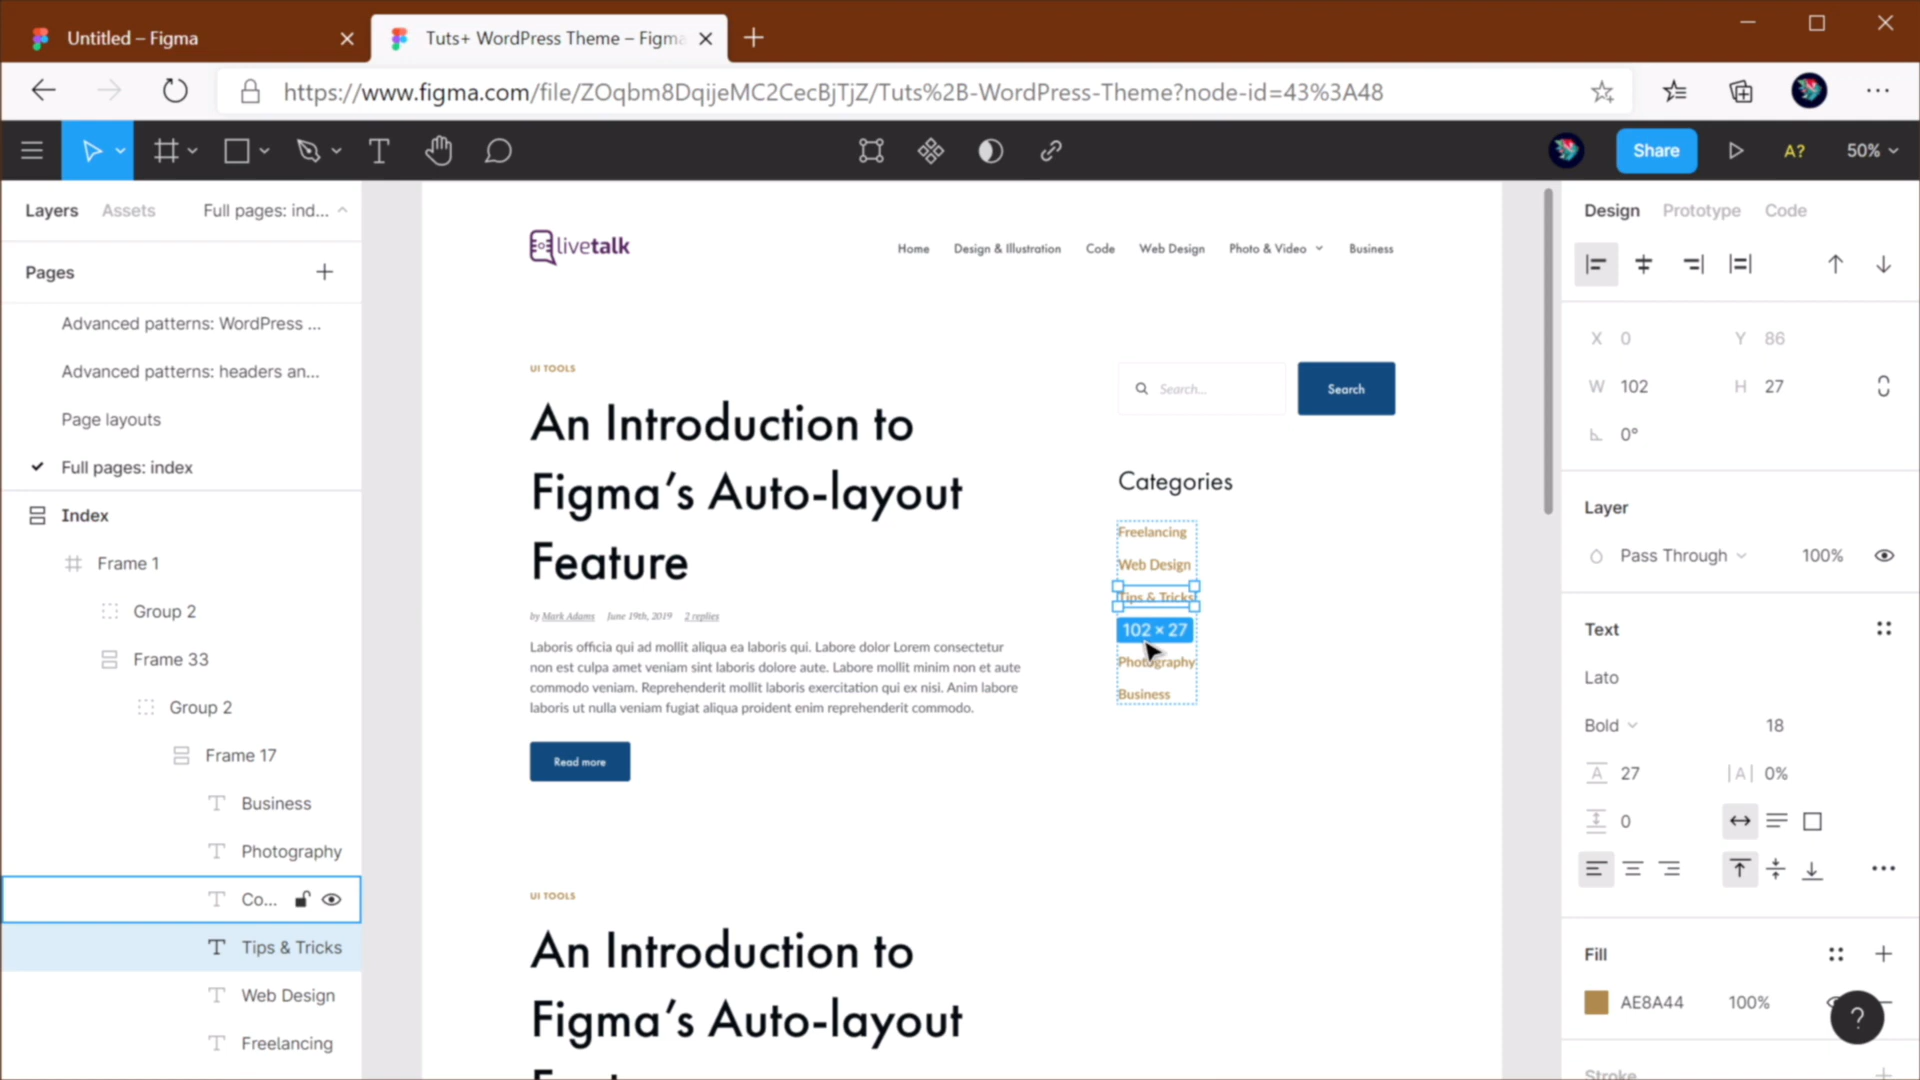 Untitled – Figma
Tuts+ WordPress Theme – Figma
https://www.figma.com/file/ZOqbm8DqijeMC2CecBjTjZ/Tuts%2B-WordPress-Theme?node-id=43%3A48
Share
A?
50%
Layers
Assets
Full pages: ind...
Pages
Advanced patterns: WordPress ...
Advanced patterns: headers an...
Page layouts
Full pages: index
Index
Frame 1
Group 2
Frame 33
Group 2
Frame 17
Business
Photography
Co...
Tips & Tricks
Web Design
Freelancing
livetalk
Home
Design & Illustration
Code
Web Design
Photo & Video
Business
UI TOOLS
An Introduction to
Figma's Auto-layout
Feature
by Mark Adams June 19th, 2019 2 replies
Laboris officia qui ad mollit aliqua ea laboris qui. Labore dolor Lorem consectetur
non est culpa amet veniam sint laboris dolore aute. Labore mollit minim non et aute
commodo veniam. Reprehenderit mollit laboris exercitation qui ex nisi. Anim labore
laboris ut nulla veniam fugiat aliqua proident enim reprehenderit commodo.
Read more
UI TOOLS
An Introduction to
Figma's Auto-layout
Search...
Search
Categories
Freelancing
Web Design
Tips & Tricks
102 × 27
Photography
Business
Design
Prototype
Code
X 0
Y 86
W 102
H 27
0°
Layer
Pass Through
100%
Text
Lato
Bold
18
A 27
|A| 0%
0
Fill
AE8A44
100%
?
Stroke